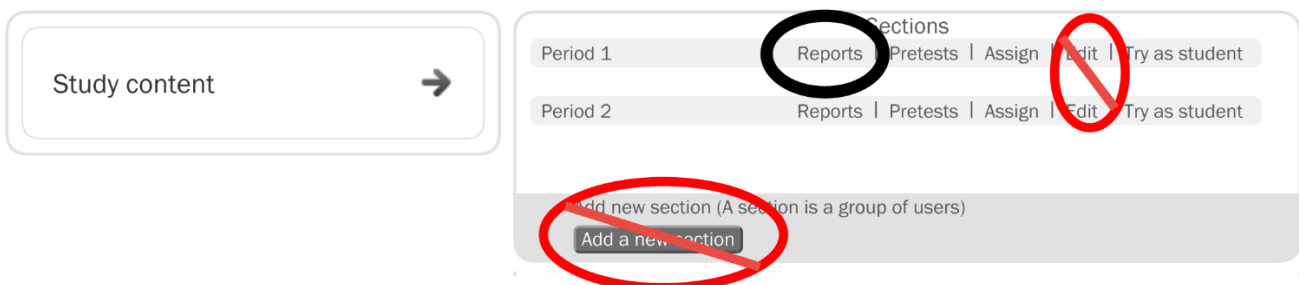 Study content
Sections
Period 1 Reports | Pretests | Assign | Edit | Try as student
Period 2 Reports | Pretests | Assign | Edit | Try as student
Add new section (A section is a group of users)
Add a new section